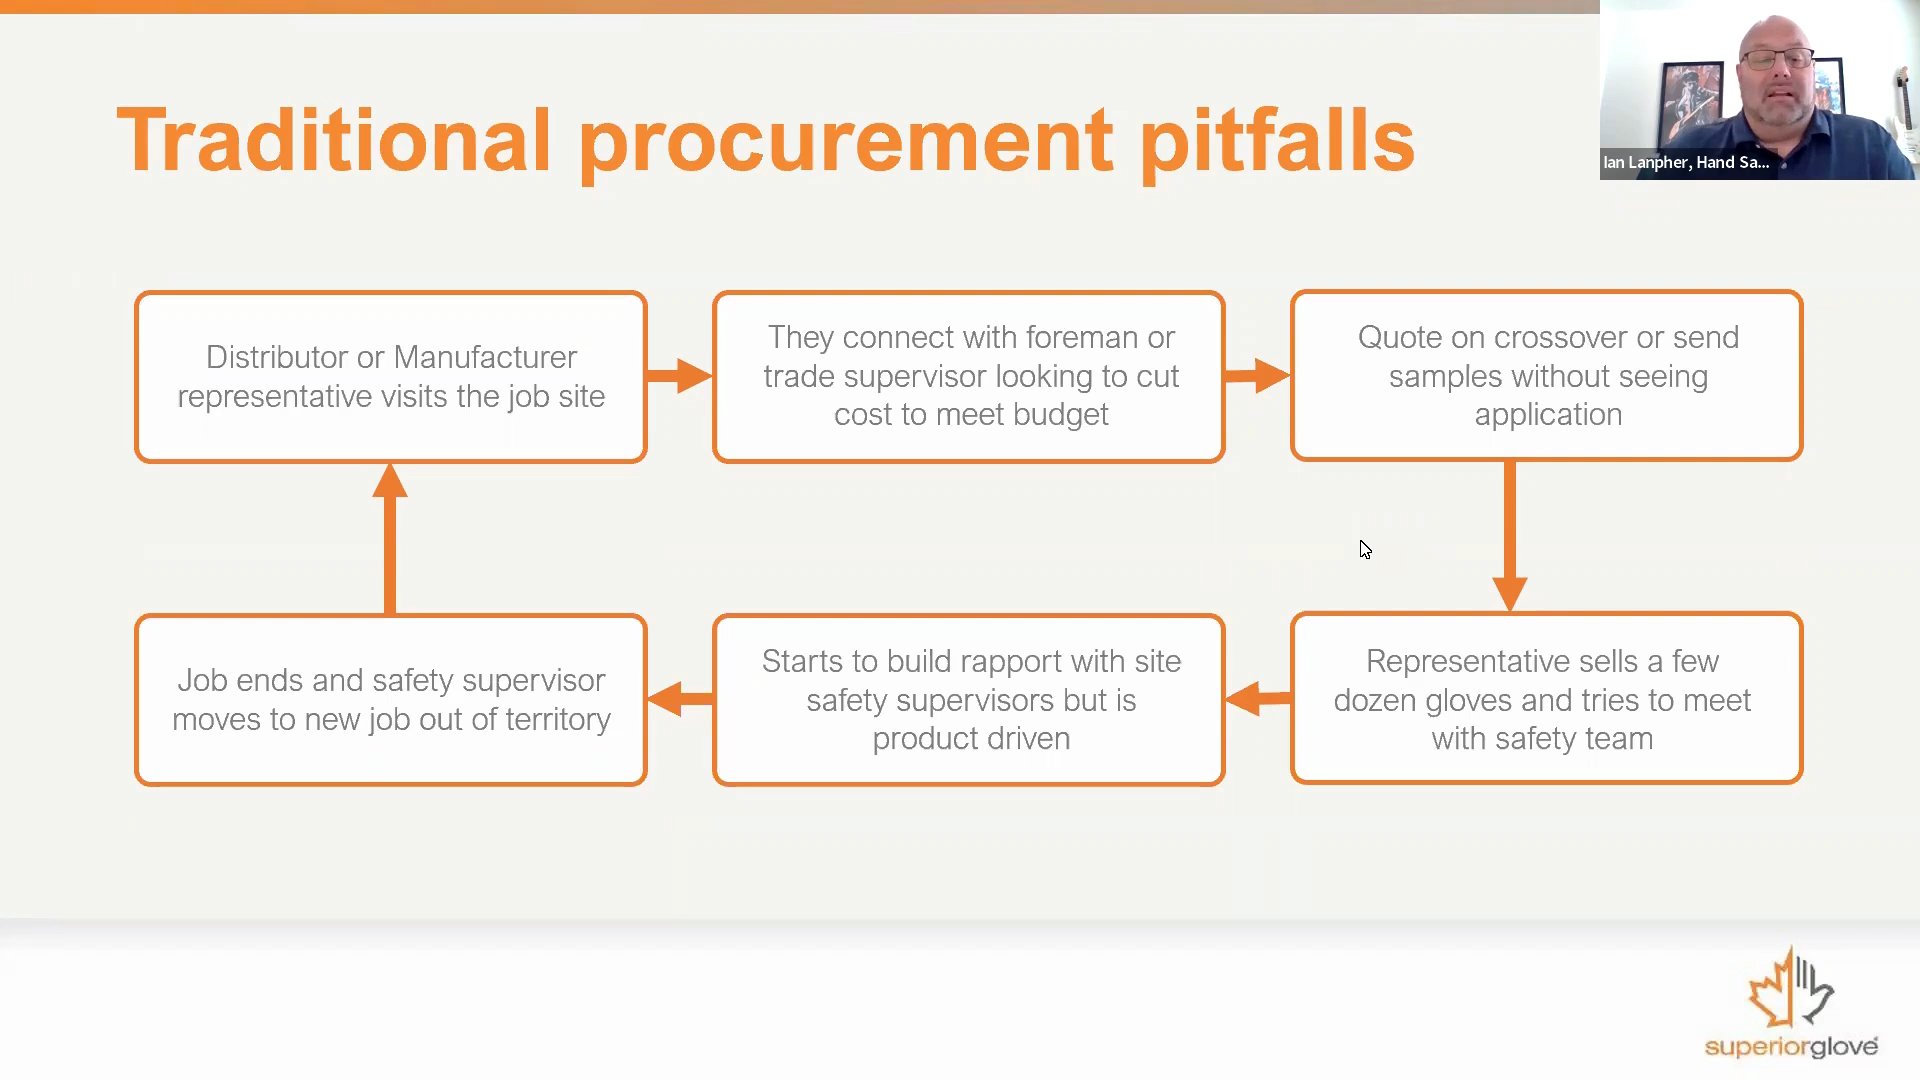 Traditional procurement pitfalls
Ian Lanpher, Hand Sa...
Distributor or Manufacturer
representative visits the job site
They connect with foreman or
trade supervisor looking to cut
cost to meet budget
Quote on crossover or send
samples without seeing
application
Representative sells a few
dozen gloves and tries to meet
with safety team
Starts to build rapport with site
safety supervisors but is
product driven
Job ends and safety supervisor
moves to new job out of territory
superiorglove